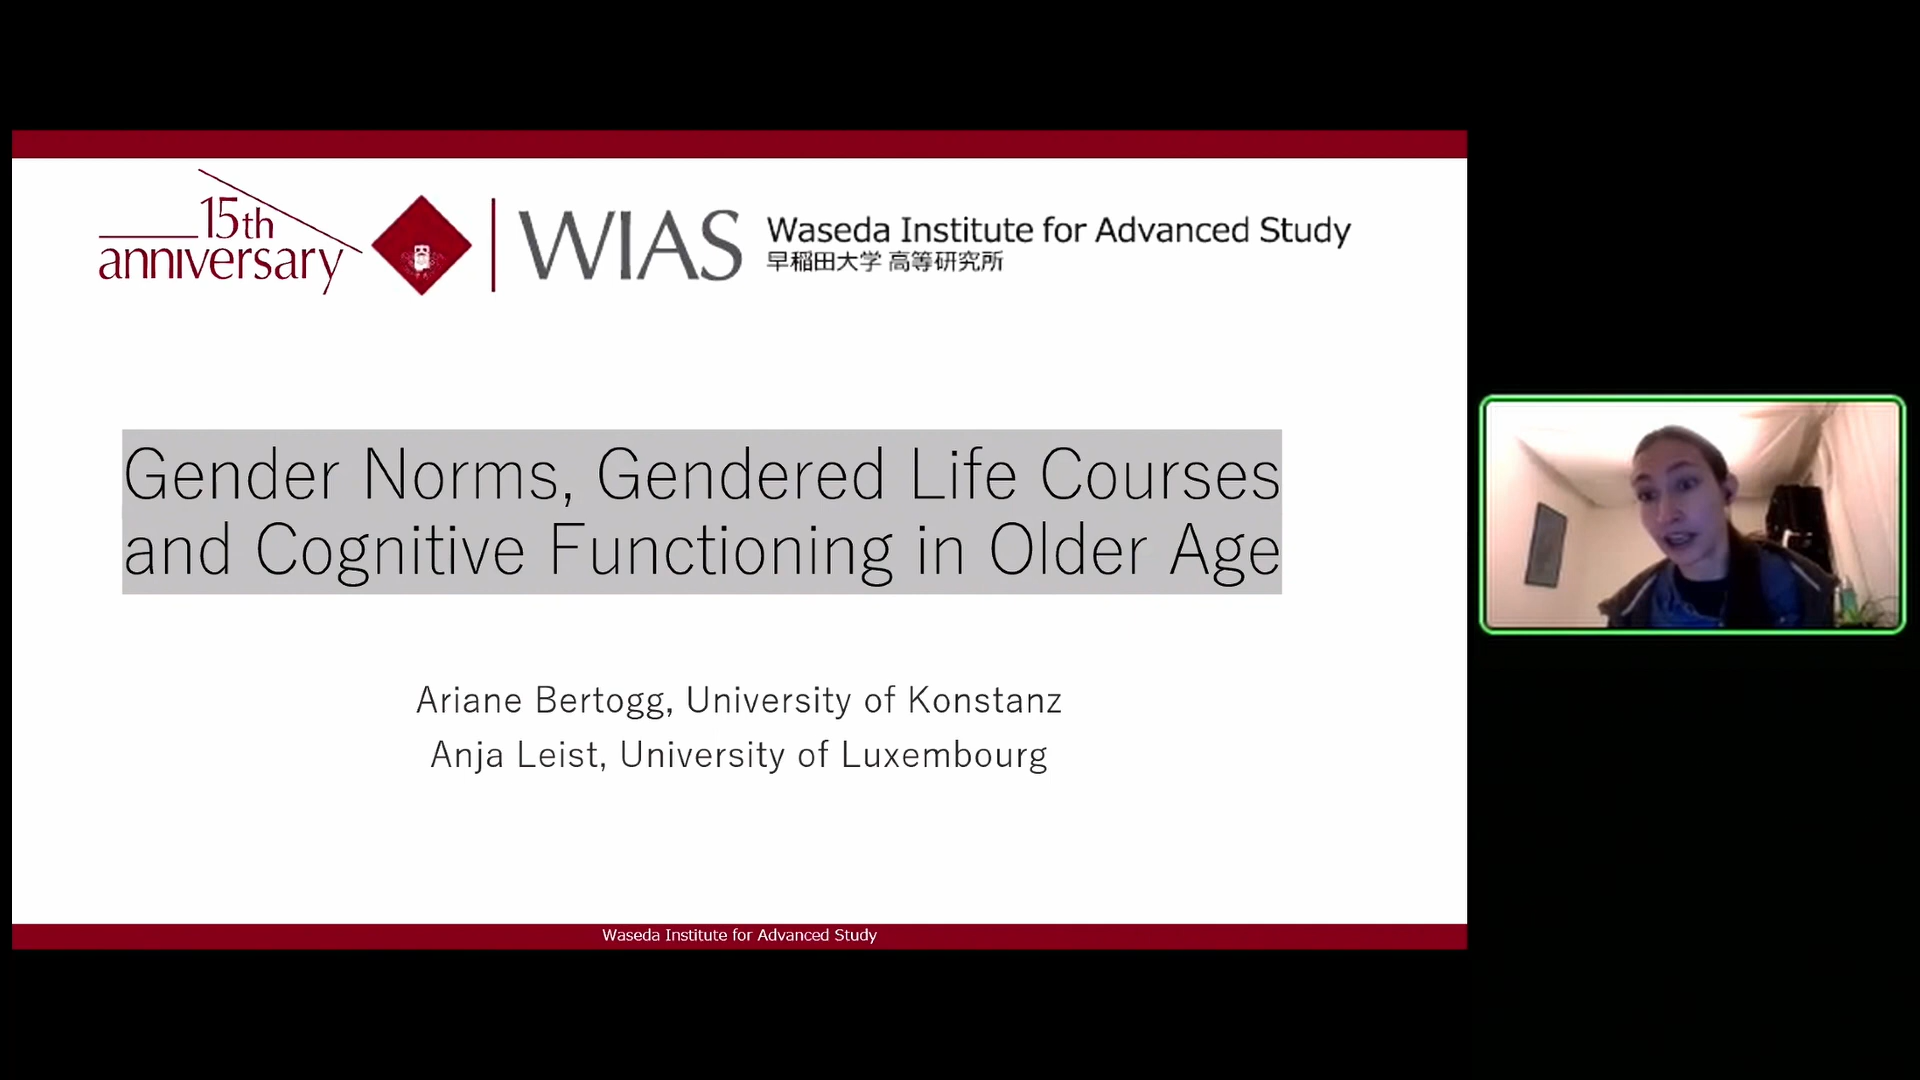 15th
anniversary
WIAS
Waseda Institute for Advanced Study
早稲田大学 高等研究所
Gender Norms, Gendered Life Courses
and Cognitive Functioning in Older Age
Ariane Bertogg, University of Konstanz
Anja Leist, University of Luxembourg
Waseda Institute for Advanced Study